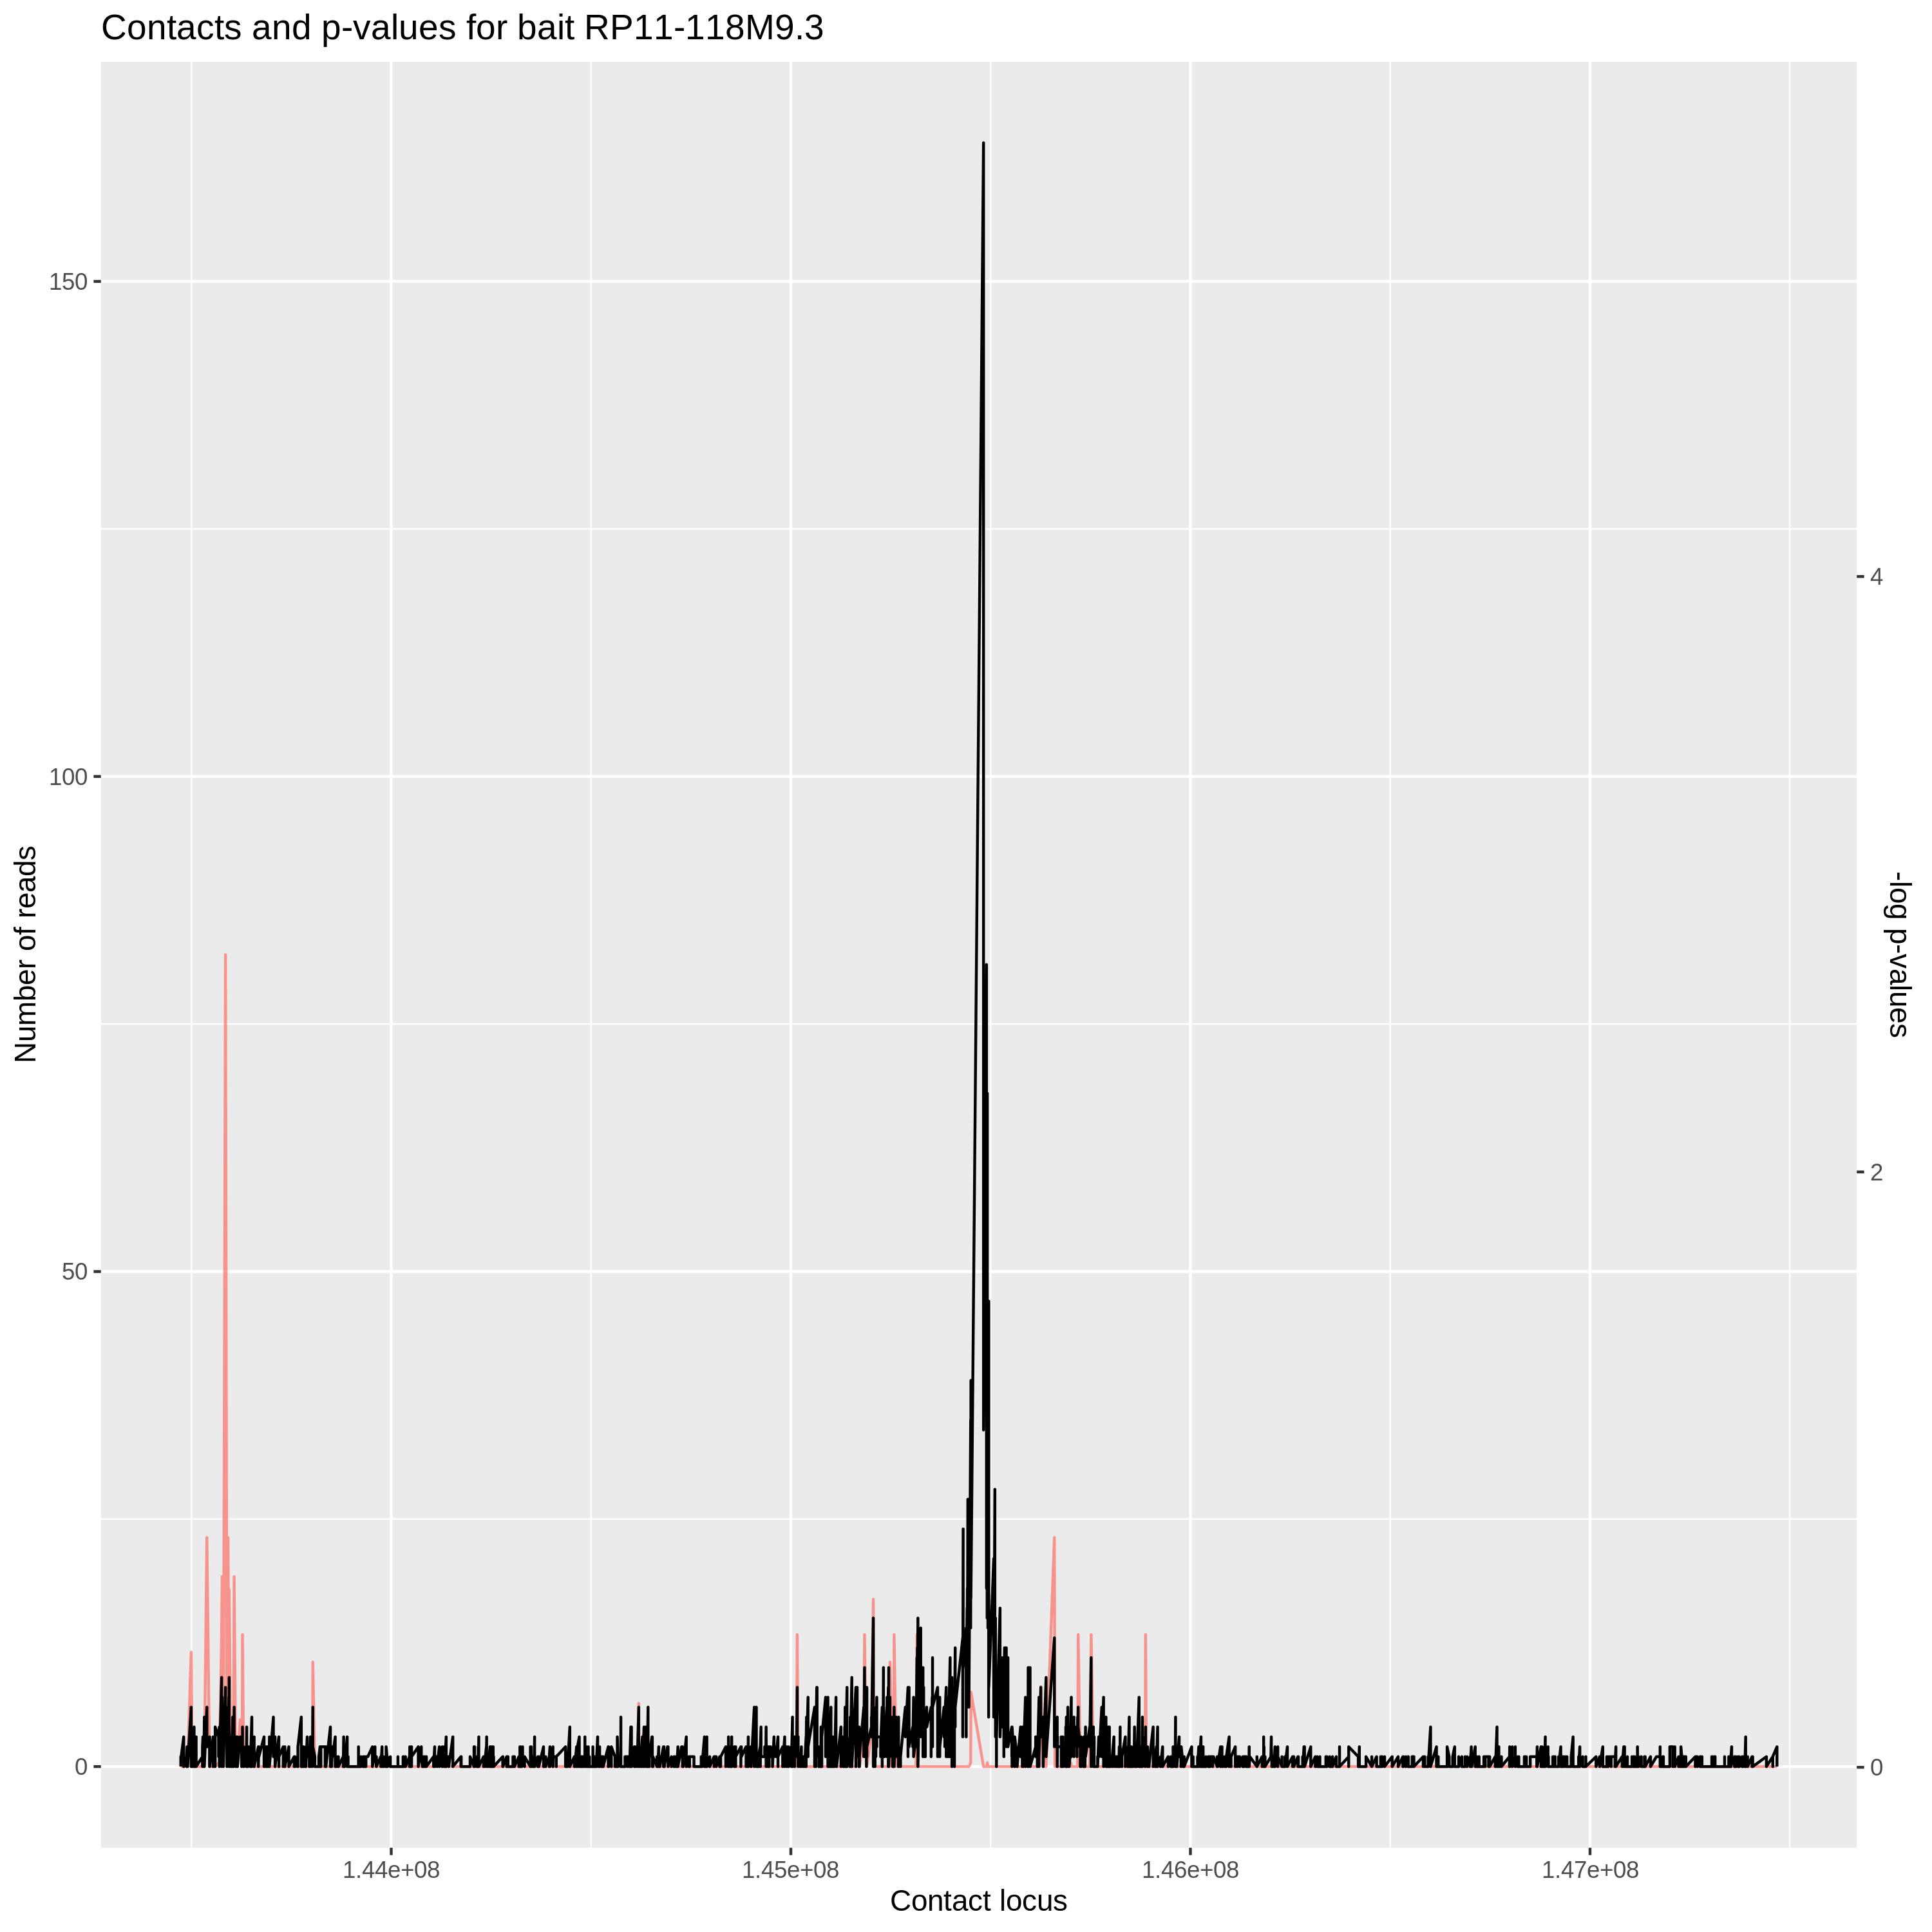 Contacts and p-values for bait RP11-118M9.3
150
100
50
0
4
2
0
Number of reads
-log p-values
1.44e+08
1.45e+08
1.46e+08
1.47e+08
Contact locus